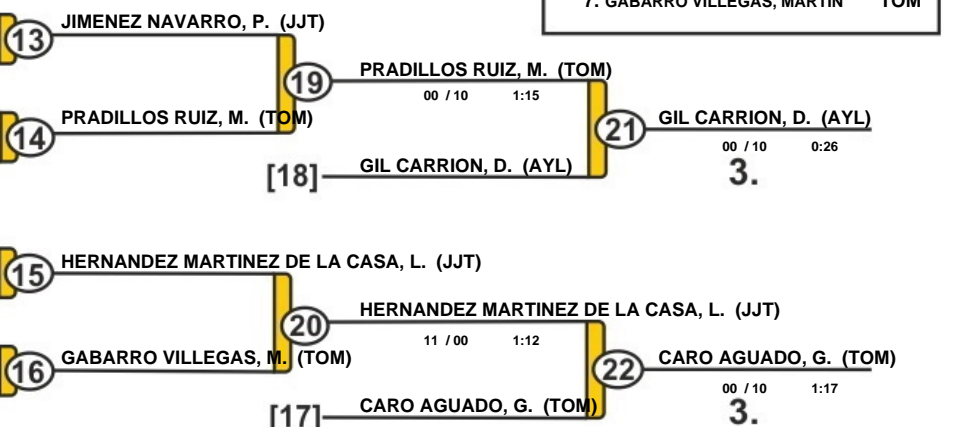 7. GABARRO VILLEGAS, MARTIN TOM
13 JIMENEZ NAVARRO, P. (JJT)
19 PRADILLOS RUIZ, M. (TOM)
00 / 10 1:15
14 PRADILLOS RUIZ, M. (TOM)
21 GIL CARRION, D. (AYL)
00 / 10 0:26
3.
[18] GIL CARRION, D. (AYL)
15 HERNANDEZ MARTINEZ DE LA CASA, L. (JJT)
20 HERNANDEZ MARTINEZ DE LA CASA, L. (JJT)
11 / 00 1:12
16 GABARRO VILLEGAS, M. (TOM)
22 CARO AGUADO, G. (TOM)
00 / 10 1:17
3.
[17] CARO AGUADO, G. (TOM)